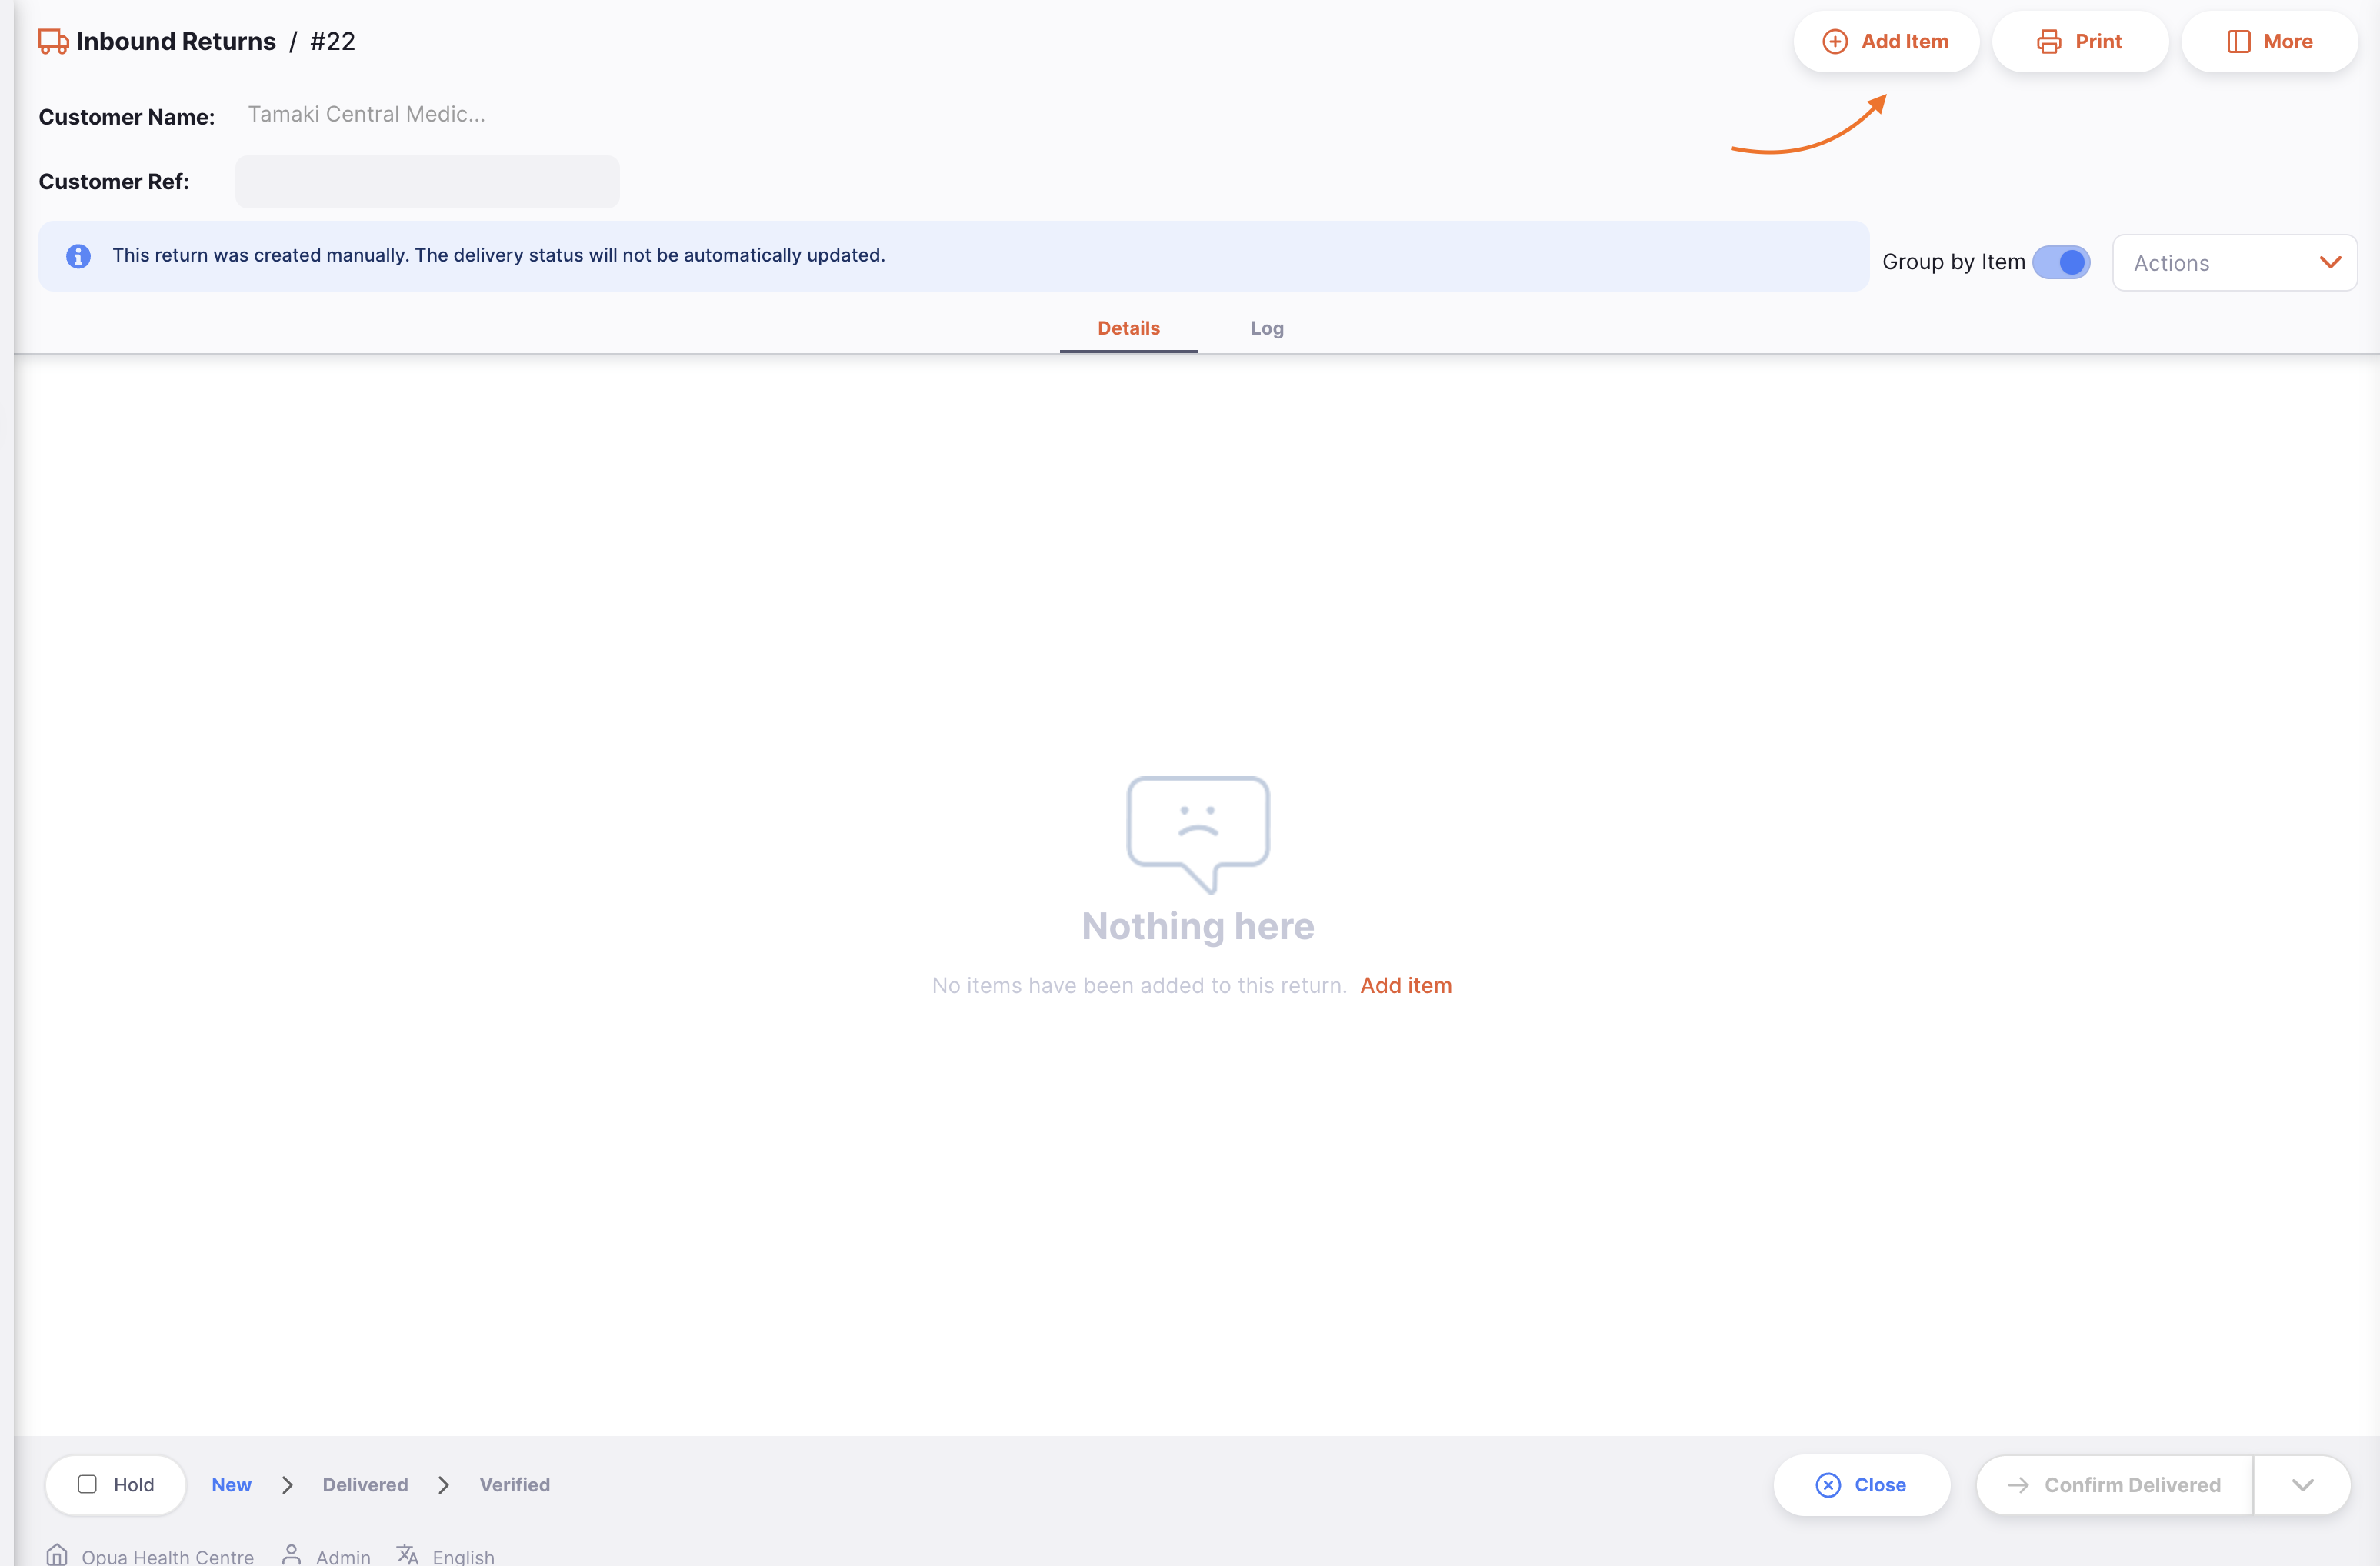 Inbound Returns / #22
Add Item
Print
More
Customer Name: Tamaki Central Medic...
Customer Ref:
This return was created manually. The delivery status will not be automatically updated.
Group by Item
Actions
Details
Log
Nothing here
No items have been added to this return. Add item
Hold
New
Delivered
Verified
Close
Confirm Delivered
Opua Health Centre
Admin
English